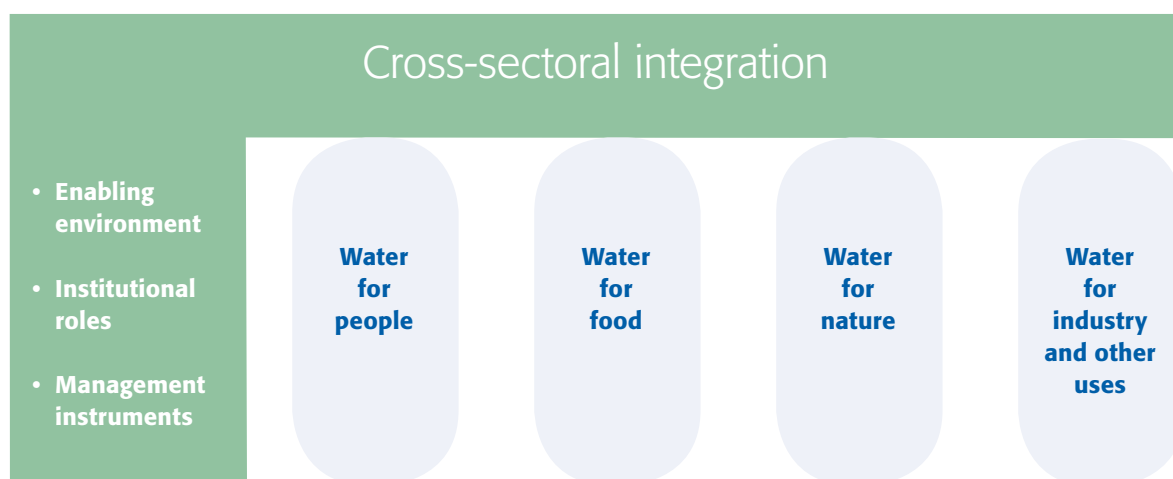 Cross-sectoral integration
• Enabling
environment
• Institutional
roles
• Management
instruments
Water
for
people
Water
for
food
Water
for
nature
Water
for
industry
and other
uses